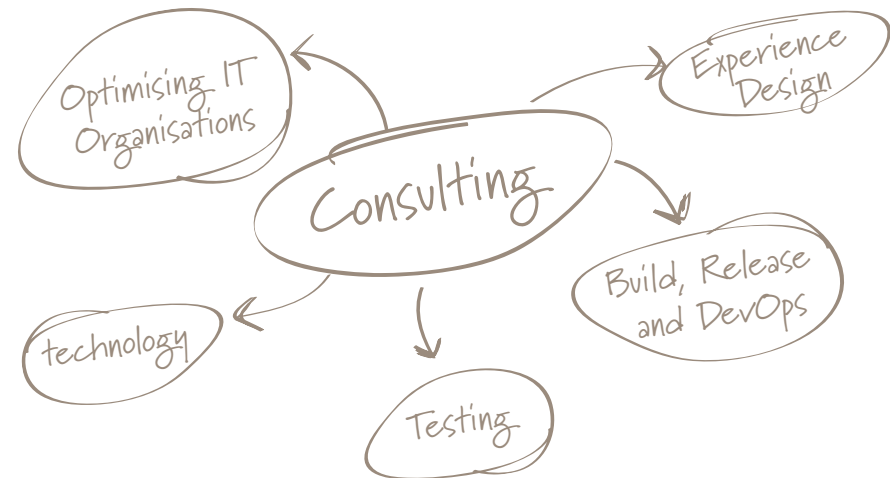 Optimising IT
Organisations
Experience
Design
Consulting
Build, Release
and DevOps
technology
Testing